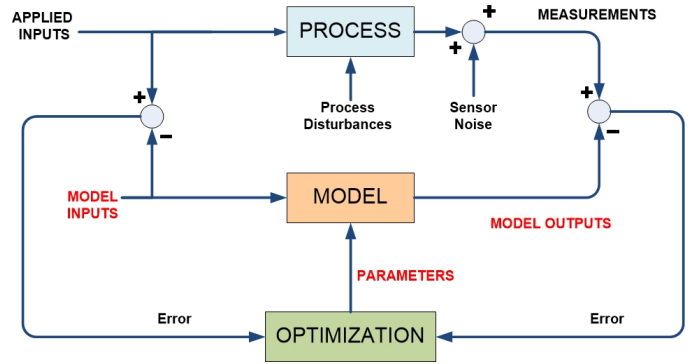 APPLIED
INPUTS
PROCESS
MEASUREMENTS
+
+
+
+
Process
Disturbances
Sensor
Noise
−
−
MODEL
INPUTS
MODEL
MODEL OUTPUTS
PARAMETERS
Error
OPTIMIZATION
Error